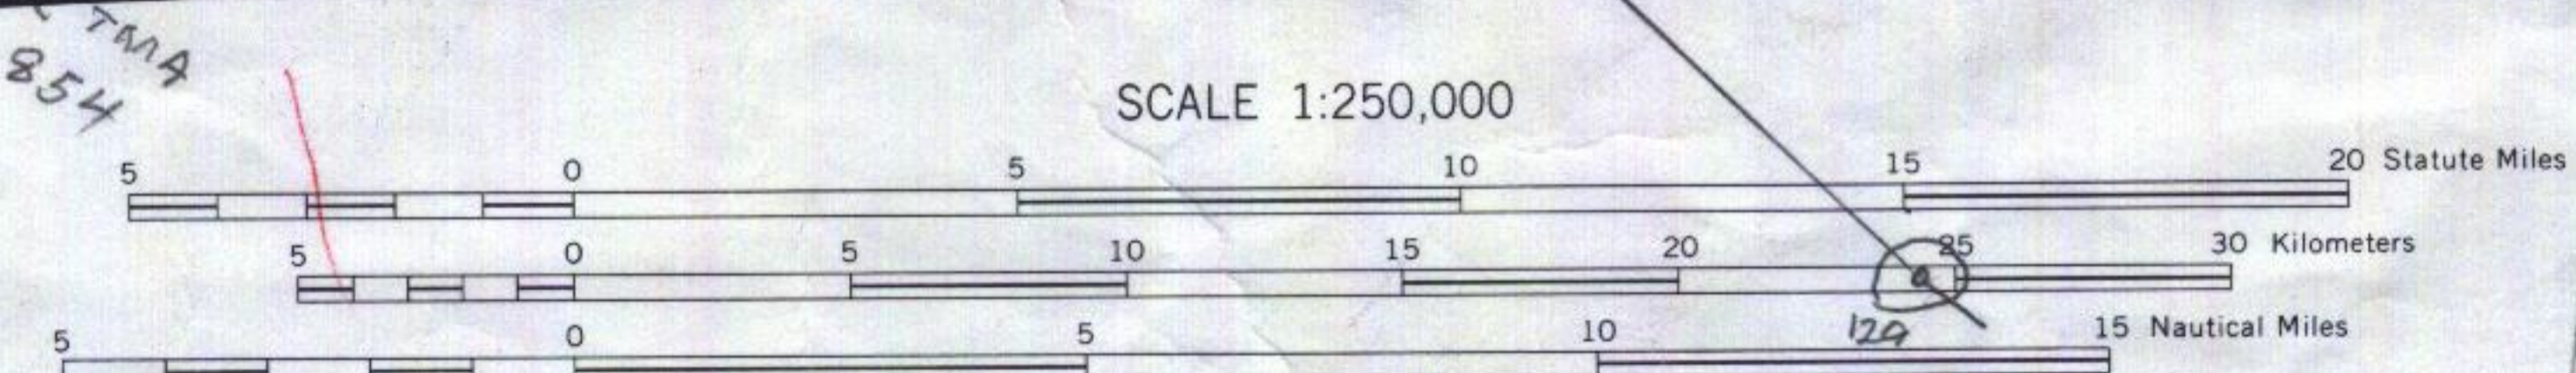 TMA
854
SCALE 1:250,000
5 0 5 10 15 20 Statute Miles
5 0 5 10 15 20 25 30 Kilometers
129
5 0 5 10 15 Nautical Miles